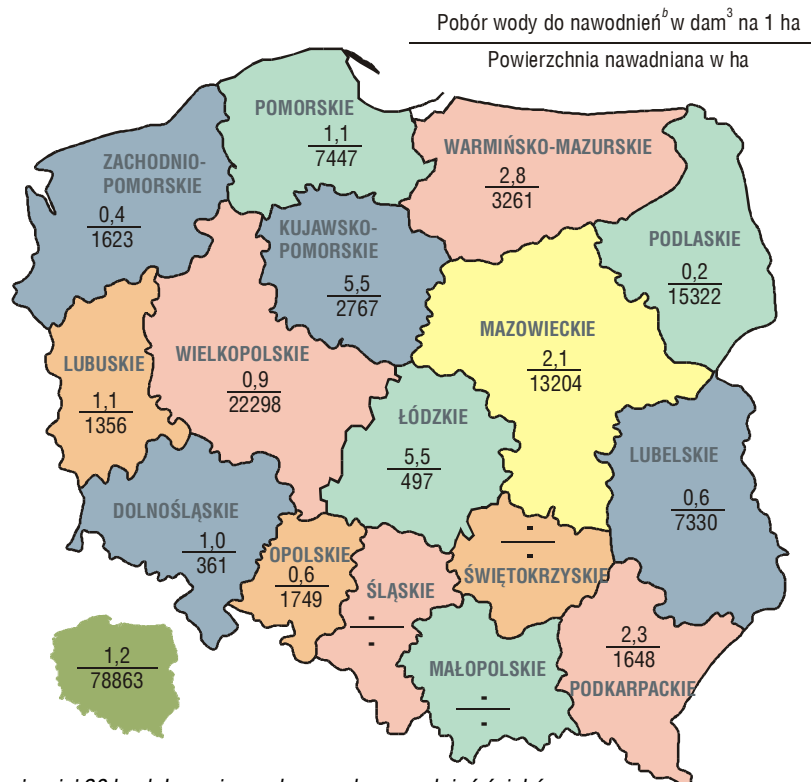 Pobór wody do nawodnień^b w dam³ na 1 ha
Powierzchnia nawadniana w ha
POMORSKIE
1,1
7447
WARMIŃSKO-MAZURSKIE
2,8
3261
ZACHODNIO-
POMORSKIE
0,4
1623
KUJAWSKO-
POMORSKIE
5,5
2767
PODLASKIE
0,2
15322
MAZOWIECKIE
2,1
13204
LUBUSKIE
1,1
1356
WIELKOPOLSKIE
0,9
22298
ŁÓDZKIE
5,5
497
LUBELSKIE
0,6
7330
DOLNOŚLĄSKIE
1,0
361
OPOLSKIE
0,6
1749
ŚLĄSKIE
-
-
-
-
ŚWIĘTOKRZYSKIE
MAŁOPOLSKIE
-
-
2,3
1648
PODKARPACKIE
1,2
78863